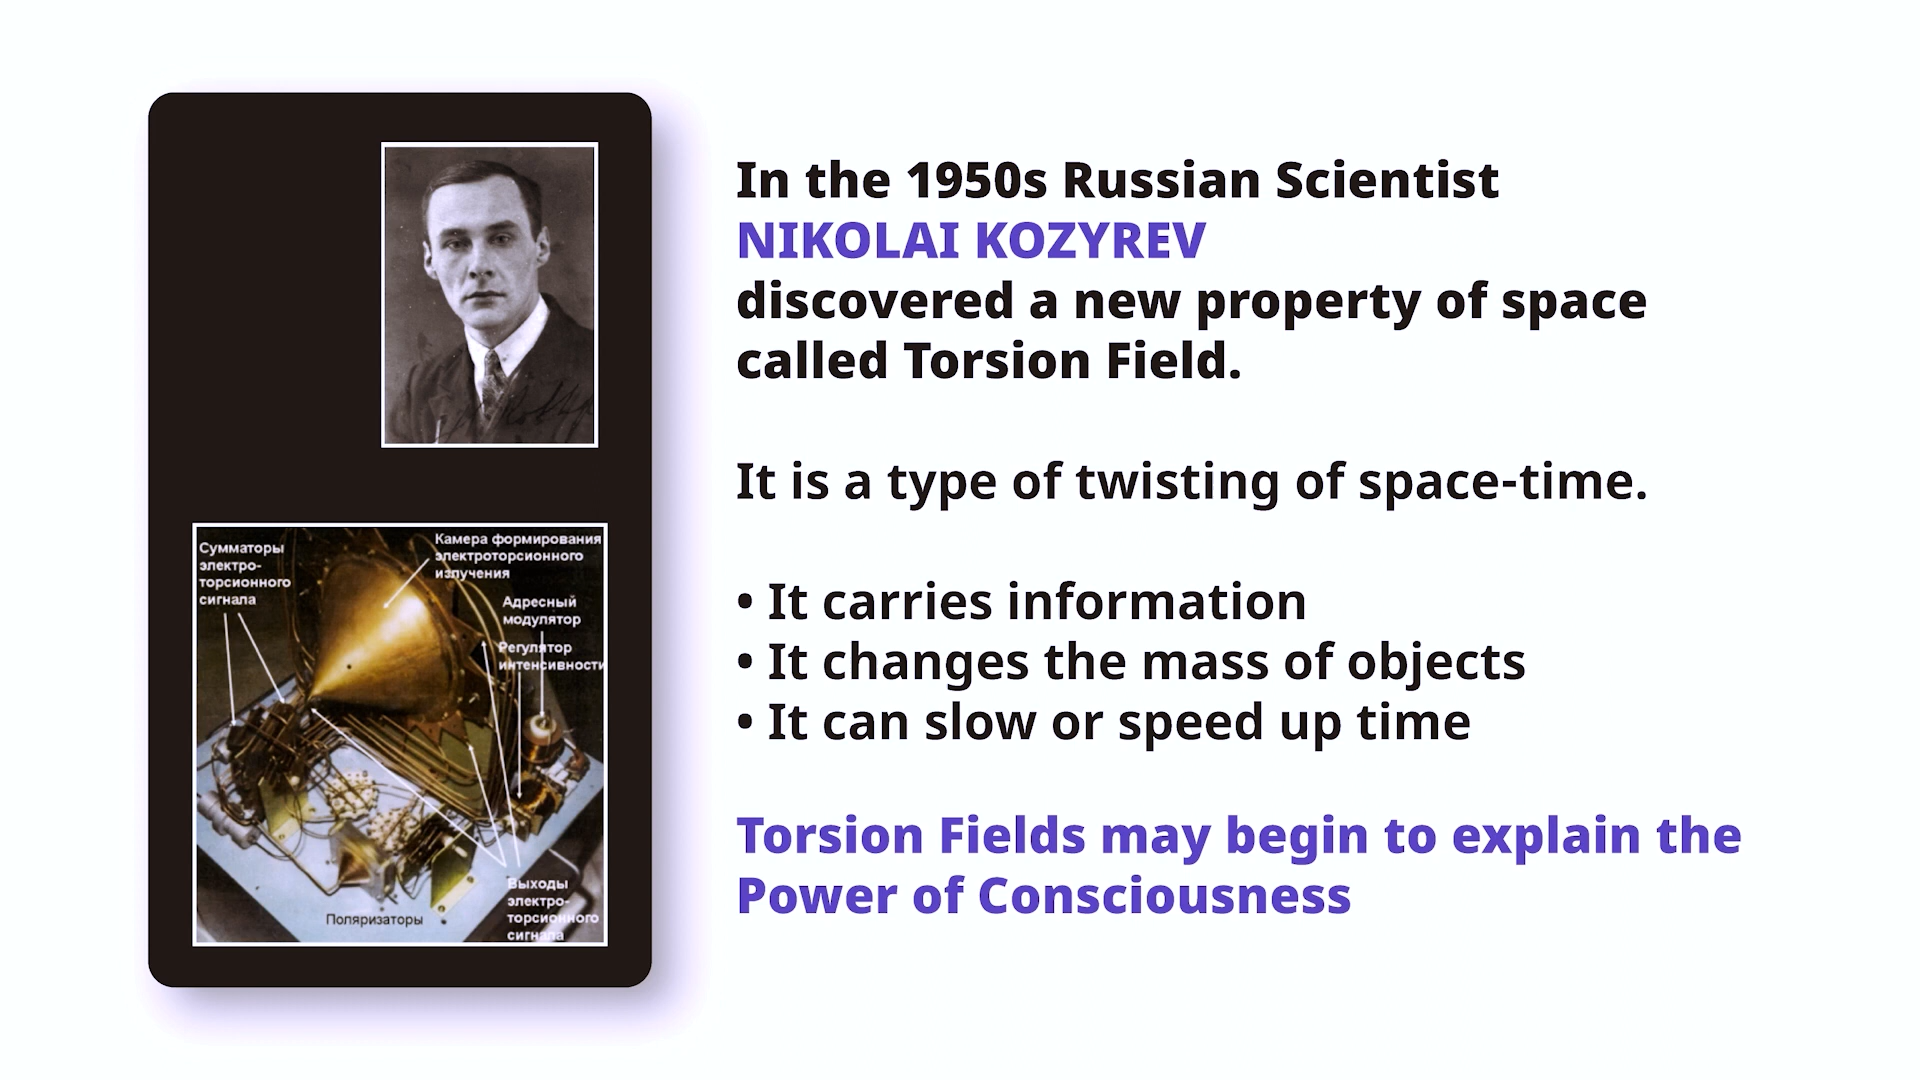 In the 1950s Russian Scientist
NIKOLAI KOZYREV
discovered a new property of space
called Torsion Field.
It is a type of twisting of space-time.
• It carries information
• It changes the mass of objects
• It can slow or speed up time
Torsion Fields may begin to explain the
Power of Consciousness
Сумматоры
электро-
торсионного
сигнала
Камера формирования
электроторсионного
излучения
Адресный
модулятор
Регулятор
интенсивности
Поляризаторы
Выходы
электро-
торсионного
сигнала